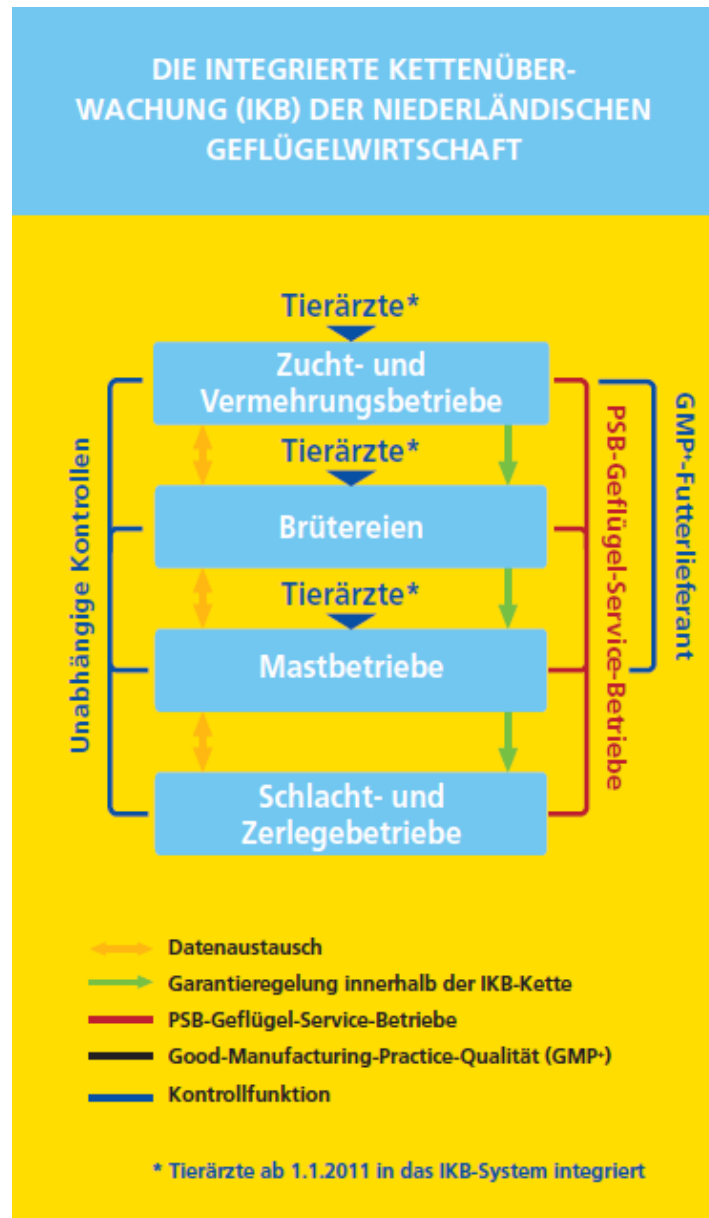 DIE INTEGRIERTE KETTENÜBER-
WACHUNG (IKB) DER NIEDERLÄNDISCHEN
GEFLÜGELWIRTSCHAFT
Tierärzte*
Zucht- und
Vermehrungsbetriebe
Tierärzte*
Brütereien
Tierärzte*
Mastbetriebe
Schlacht- und
Zerlegebetriebe
Unabhängige Kontrollen
PSB-Geflügel-Service-Betriebe
GMP+-Futterlieferant
Datenaustausch
Garantieregelung innerhalb der IKB-Kette
PSB-Geflügel-Service-Betriebe
Good-Manufacturing-Practice-Qualität (GMP+)
Kontrollfunktion
* Tierärzte ab 1.1.2011 in das IKB-System integriert